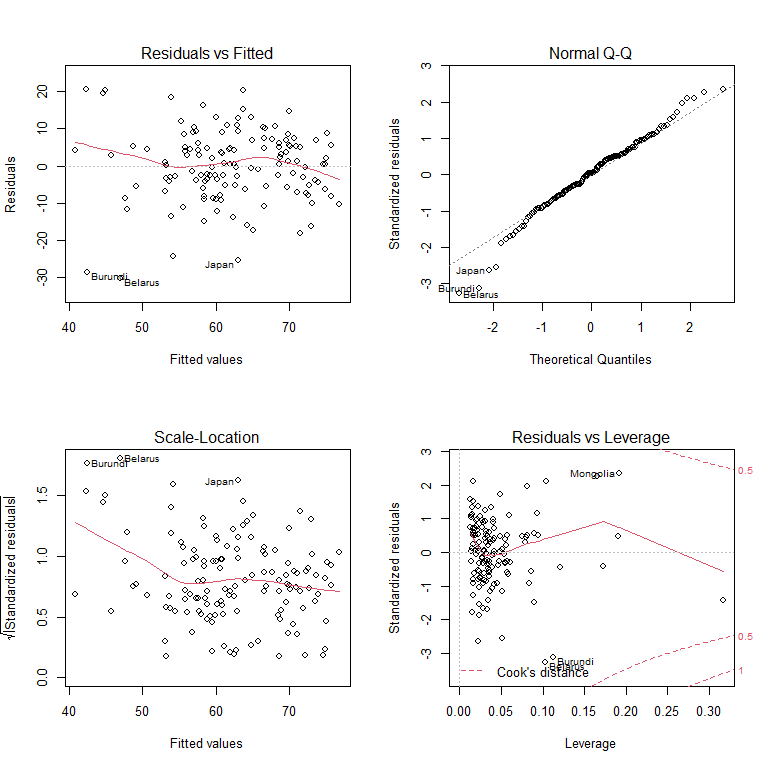 Residuals vs Fitted
Residuals
20
10
0
-10
-20
-30
Japan
Burundi
Belarus
40 50 60 70
Fitted values
Normal Q-Q
Standardized residuals
3
2
1
0
-1
-2
-3
Japan
Burundi
Belarus
-2 -1 0 1 2
Theoretical Quantiles
Scale-Location
√|Standardized residuals|
1.5
1.0
0.5
0.0
Belarus
Burundi
Japan
40 50 60 70
Fitted values
Residuals vs Leverage
Standardized residuals
3
2
1
0
-1
-2
-3
0.5
Mongolia
0.5
Burundi
Belarus
Cook's distance
1
0.00 0.05 0.10 0.15 0.20 0.25 0.30
Leverage